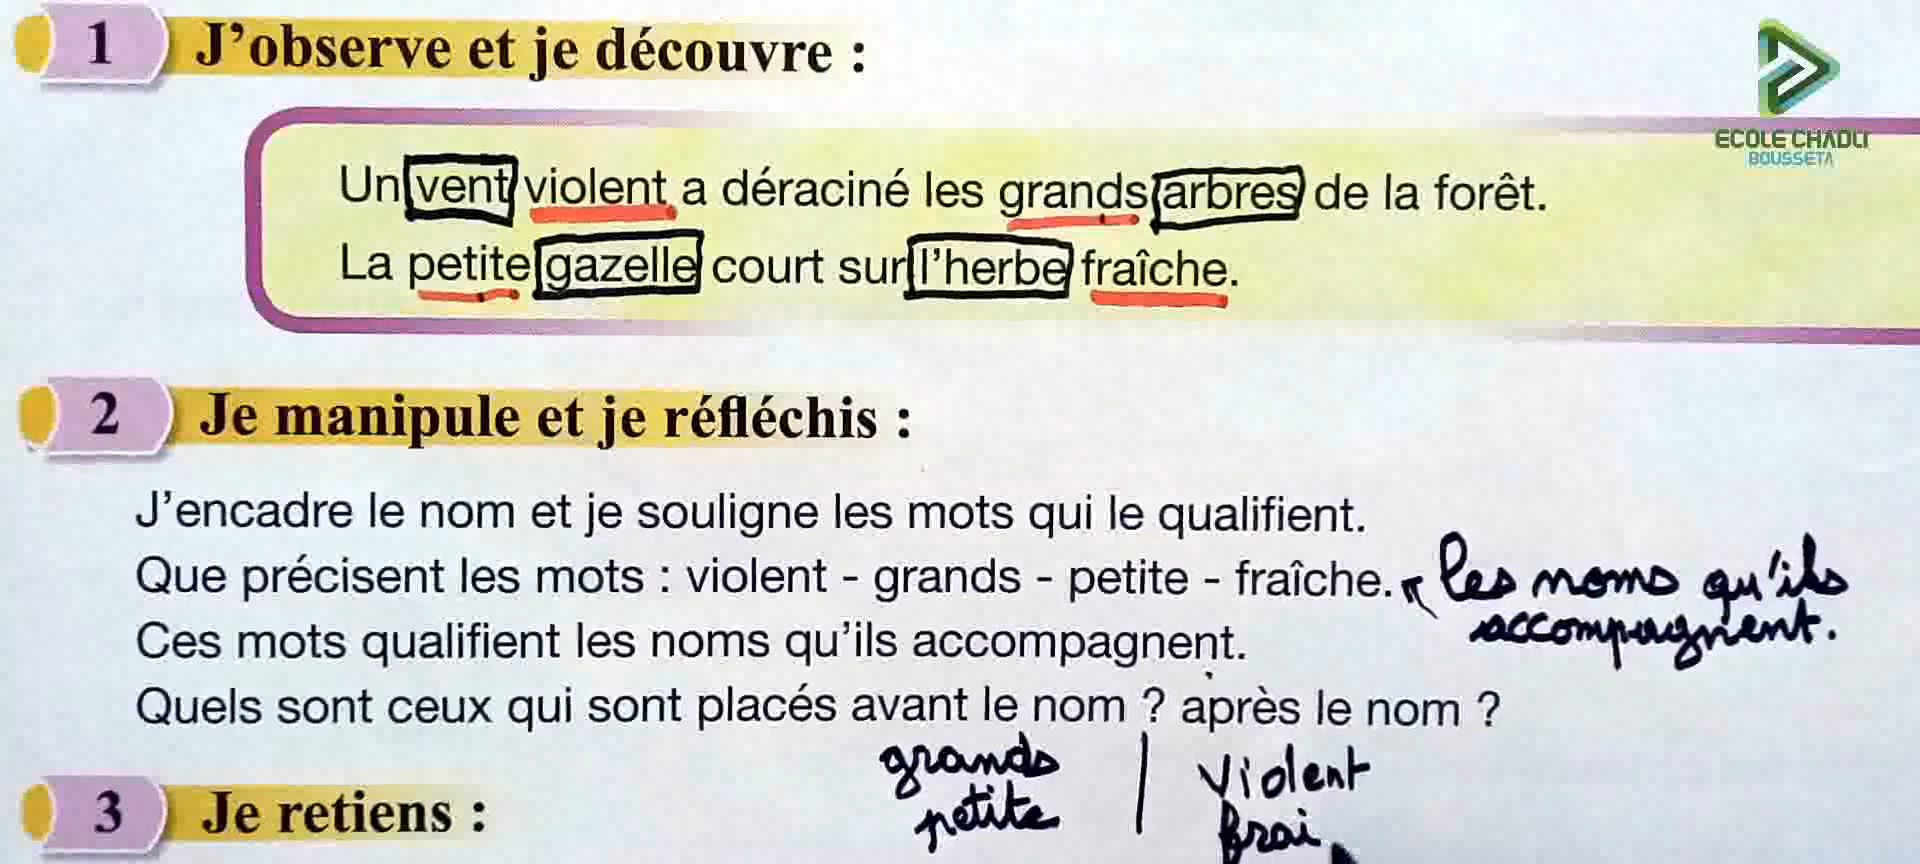 1 J'observe et je découvre :
ECOLE CHADLI
BOUSSETA
Un vent violent a déraciné les grands arbres de la forêt.
La petite gazelle court sur l'herbe fraîche.
2 Je manipule et je réfléchis :
J'encadre le nom et je souligne les mots qui le qualifient.
Que précisent les mots : violent - grands - petite - fraîche. les noms qu'ils
accompagnent.
Ces mots qualifient les noms qu'ils accompagnent.
Quels sont ceux qui sont placés avant le nom ? après le nom ?
grands | violent
petite frai
3 Je retiens :